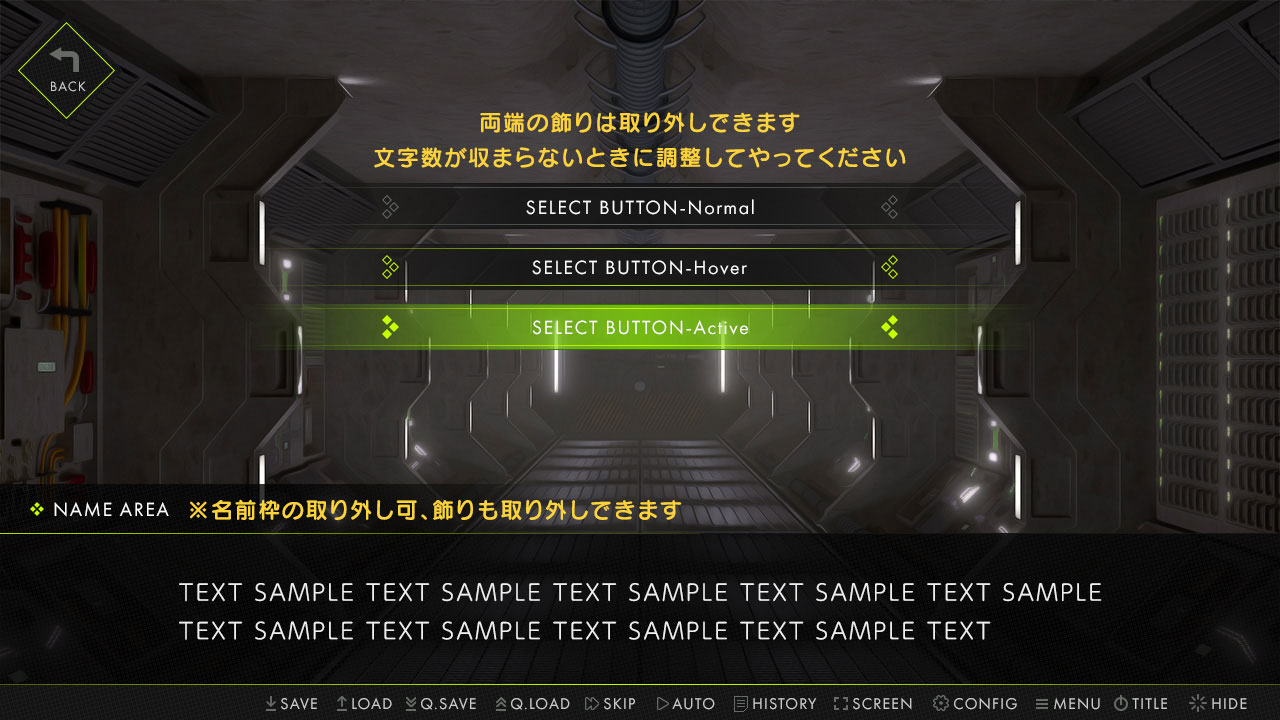 BACK
両端の飾りは取り外しできます
文字数が収まらないときに調整してやってください
SELECT BUTTON-Normal
SELECT BUTTON-Hover
SELECT BUTTON-Active
NAME AREA ※名前枠の取り外し可、飾りも取り外しできます
TEXT SAMPLE TEXT SAMPLE TEXT SAMPLE TEXT SAMPLE TEXT SAMPLE
TEXT SAMPLE TEXT SAMPLE TEXT SAMPLE TEXT SAMPLE TEXT
SAVE LOAD Q.SAVE Q.LOAD SKIP AUTO HISTORY SCREEN CONFIG MENU TITLE HIDE